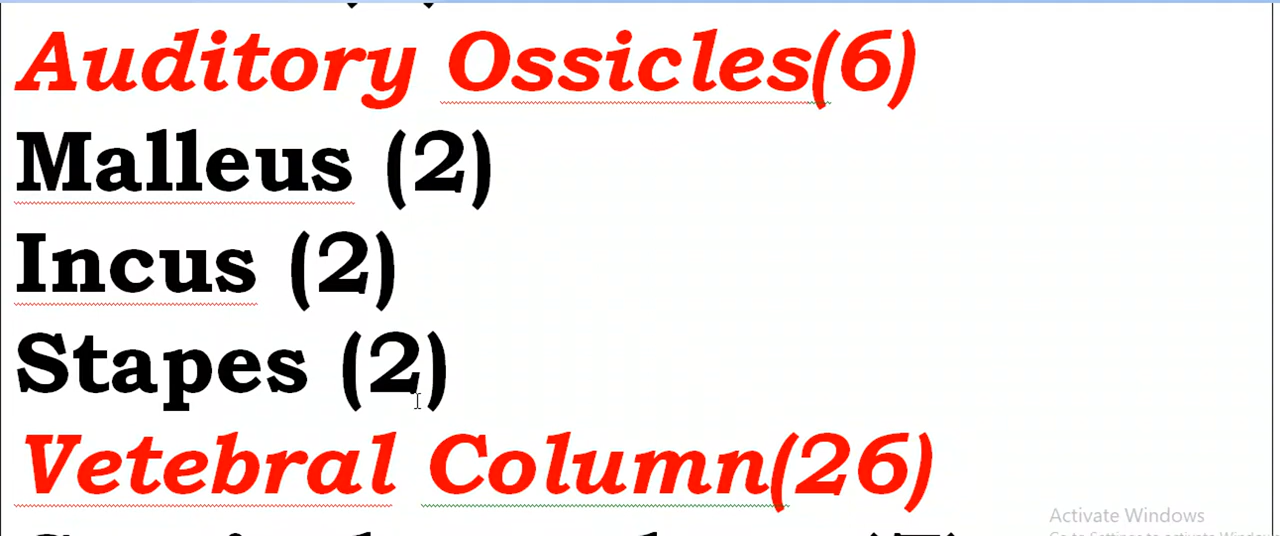 Auditory Ossicles(6)
Malleus (2)
Incus (2)
Stapes (2)
Vetebral Column(26)
Activate Windows